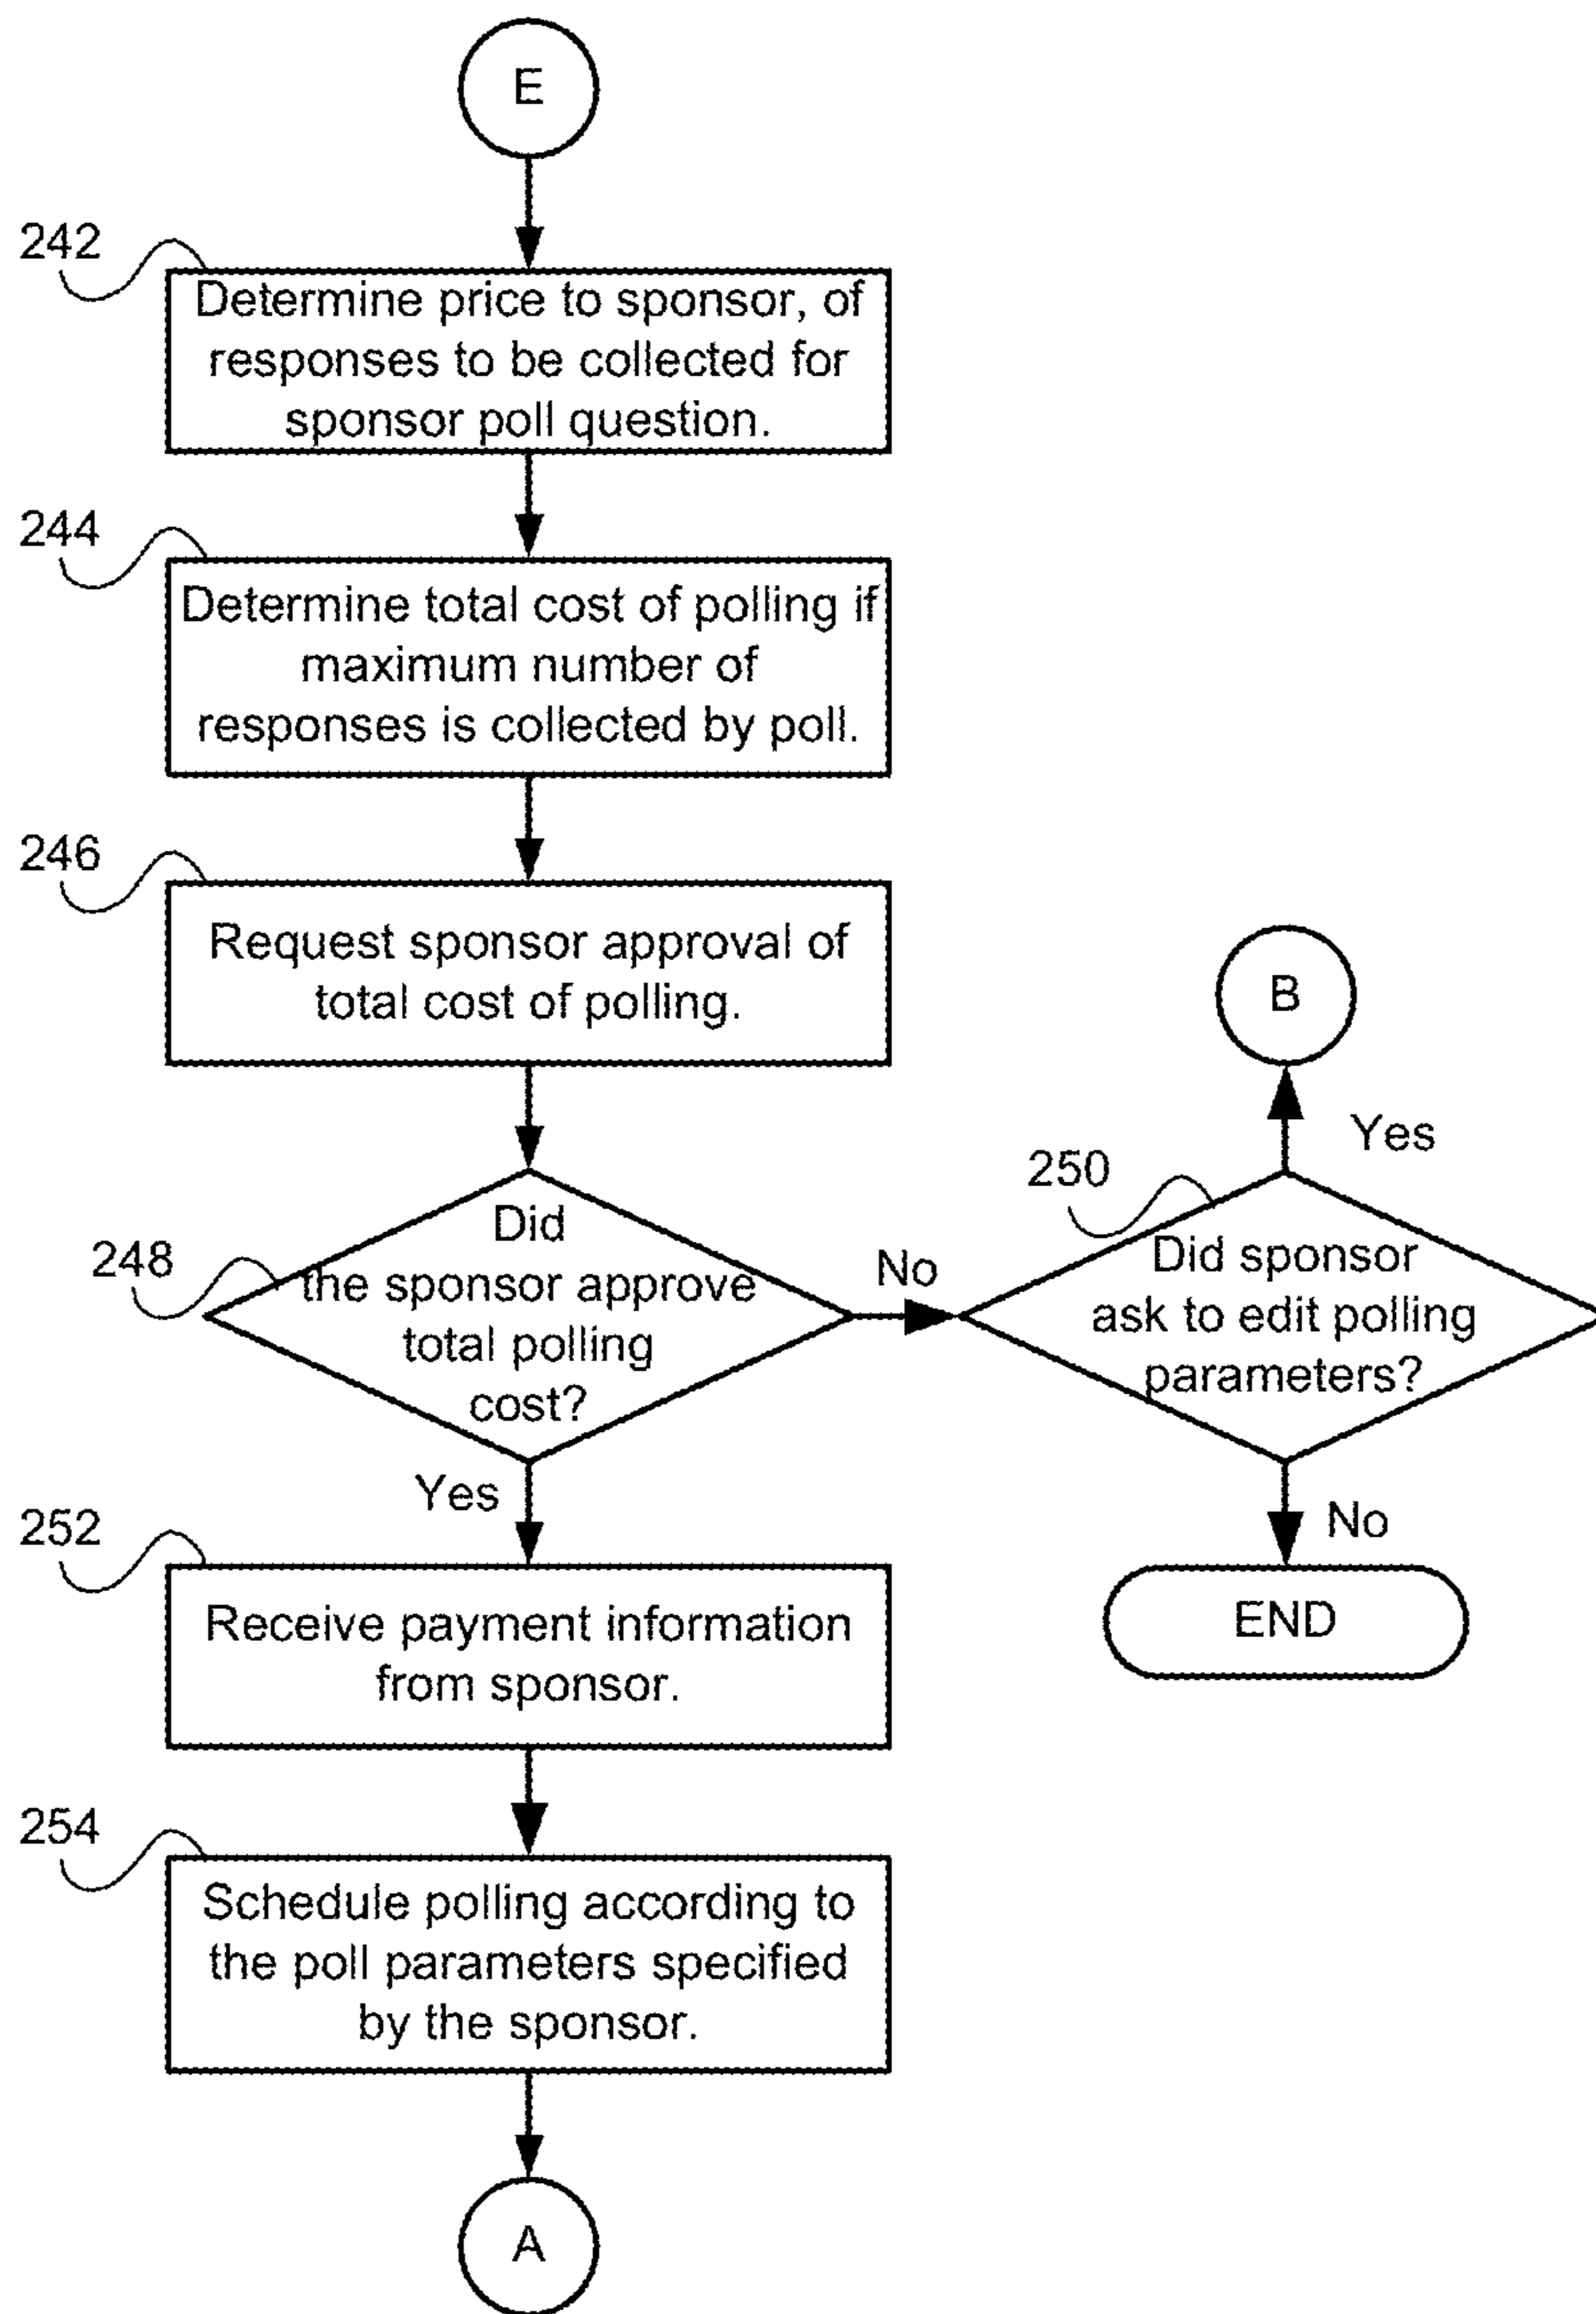 E
242
Determine price to sponsor, of
responses to be collected for
sponsor poll question.
244
Determine total cost of polling if
maximum number of
responses is collected by poll.
246
Request sponsor approval of
total cost of polling.
B
Yes
250
248
Did
the sponsor approve
total polling
cost?
No
Did sponsor
ask to edit polling
parameters?
Yes
No
252
Receive payment information
from sponsor.
END
254
Schedule polling according to
the poll parameters specified
by the sponsor.
A